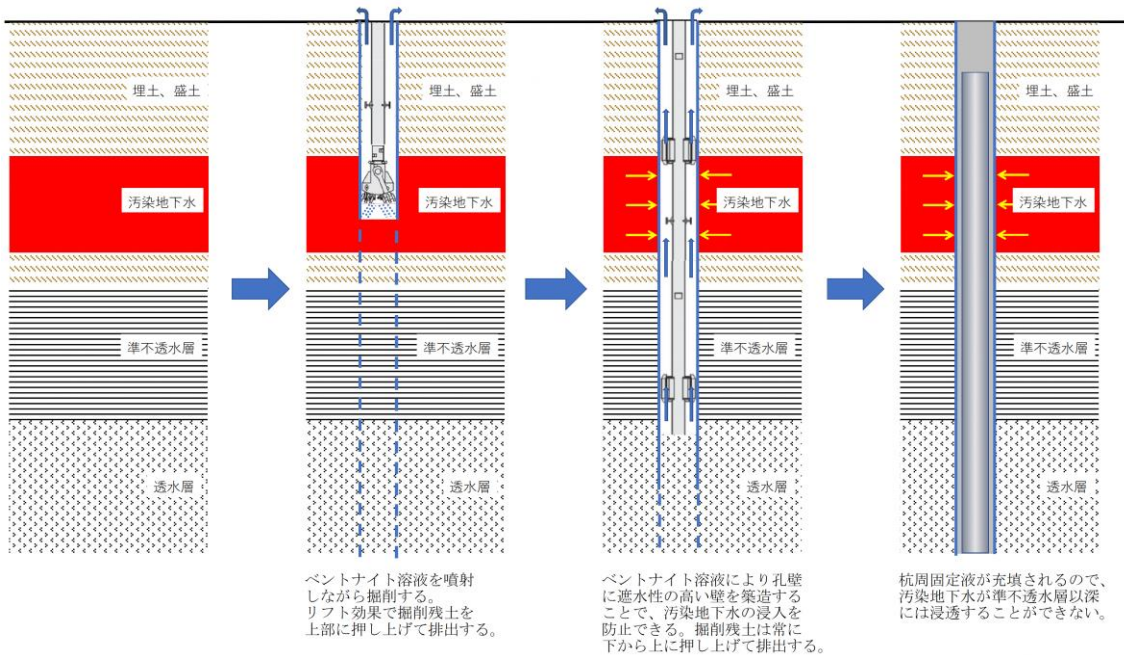 埋土、盛土
汚染地下水
準不透水層
透水層
埋土、盛土
汚染地下水
準不透水層
透水層
ベントナイト溶液を噴射
しながら掘削する。
リフト効果で掘削残土を
上部に押し上げて排出する。
埋土、盛土
汚染地下水
準不透水層
透水層
ベントナイト溶液により孔壁
に遮水性の高い壁を築造する
ことで、汚染地下水の浸入を
防止できる。掘削残土は常に
下から上に押し上げて排出する。
埋土、盛土
汚染地下水
準不透水層
透水層
杭周固定液が充填されるので、
汚染地下水が準不透水層以深
には浸透することができない。